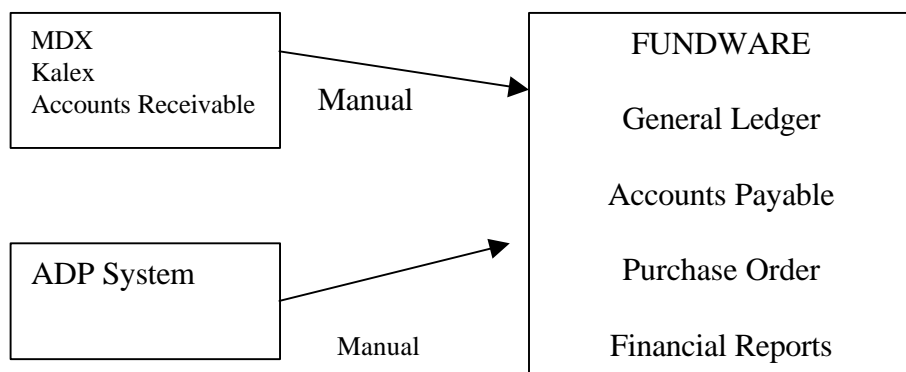 MDX
Kalex
Accounts Receivable
Manual
ADP System
Manual
FUNDWARE
General Ledger
Accounts Payable
Purchase Order
Financial Reports